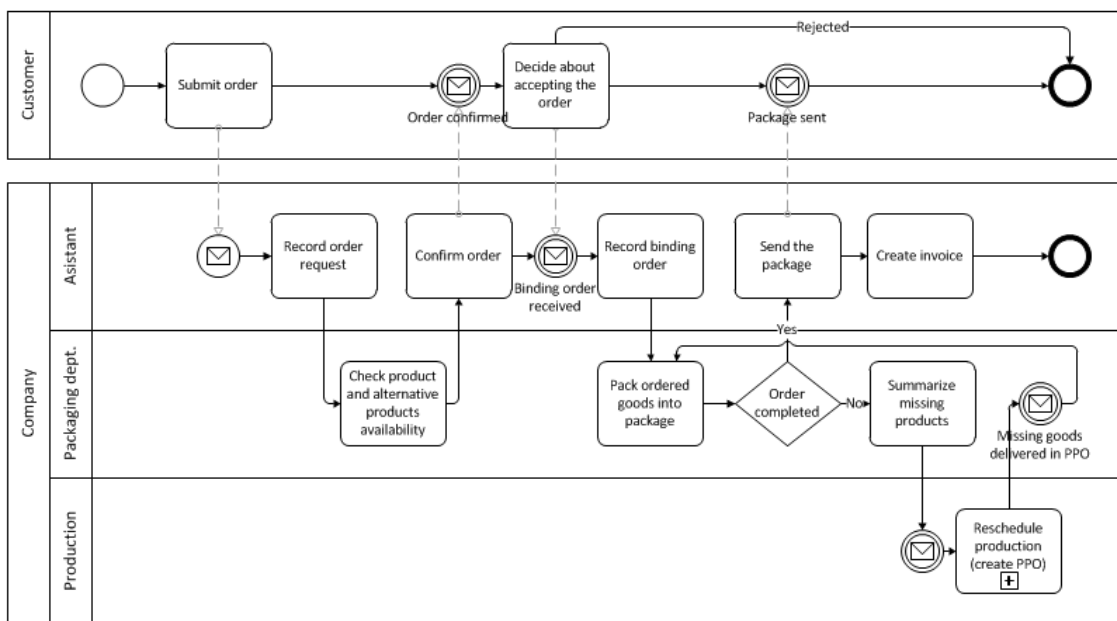 Customer
Rejected
Submit order
Order confirmed
Decide about
accepting the
order
Package sent
Company
Asistant
Record order
request
Confirm order
Binding order
received
Record binding
order
Send the
package
Create invoice
Yes
Packaging dept.
Check product
and alternative
products
availability
Pack ordered
goods into
package
Order
completed
No
Summarize
missing
products
Missing goods
delivered in PPO
Production
Reschedule
production
(create PPO)